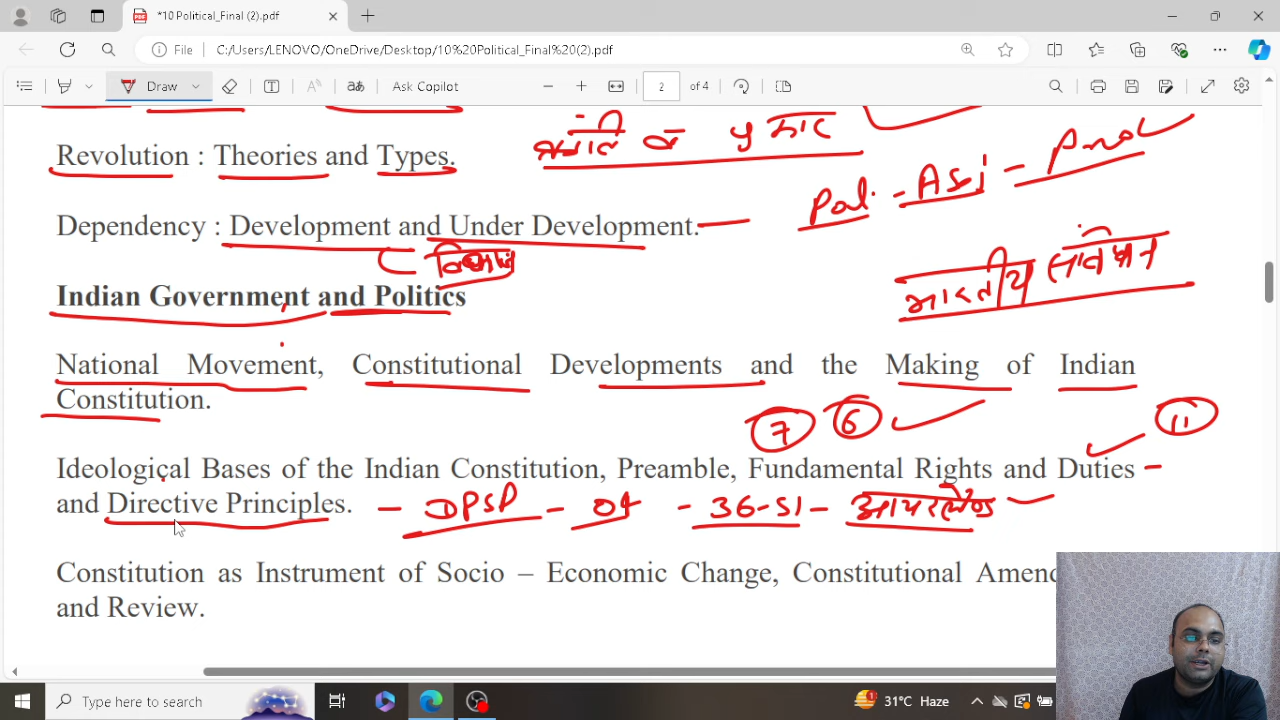 *10 Political_Final (2).pdf
File C:/Users/LENOVO/OneDrive/Desktop/10%20Political_Final%20(2).pdf
Draw Ask Copilot 2 of 4
के प्रकार
Revolution : Theories and Types.
Pol. - Asi -
Dependency : Development and Under Development.
भारतीय संविधान
Indian Government and Politics
National Movement, Constitutional Developments and the Making of Indian
Constitution.
7 6 11
Ideological Bases of the Indian Constitution, Preamble, Fundamental Rights and Duties –
and Directive Principles. – DPSP – 04 – 36-51 – आयरलैण्ड
Constitution as Instrument of Socio – Economic Change, Constitutional Amend
and Review.
Type here to search
31°C Haze